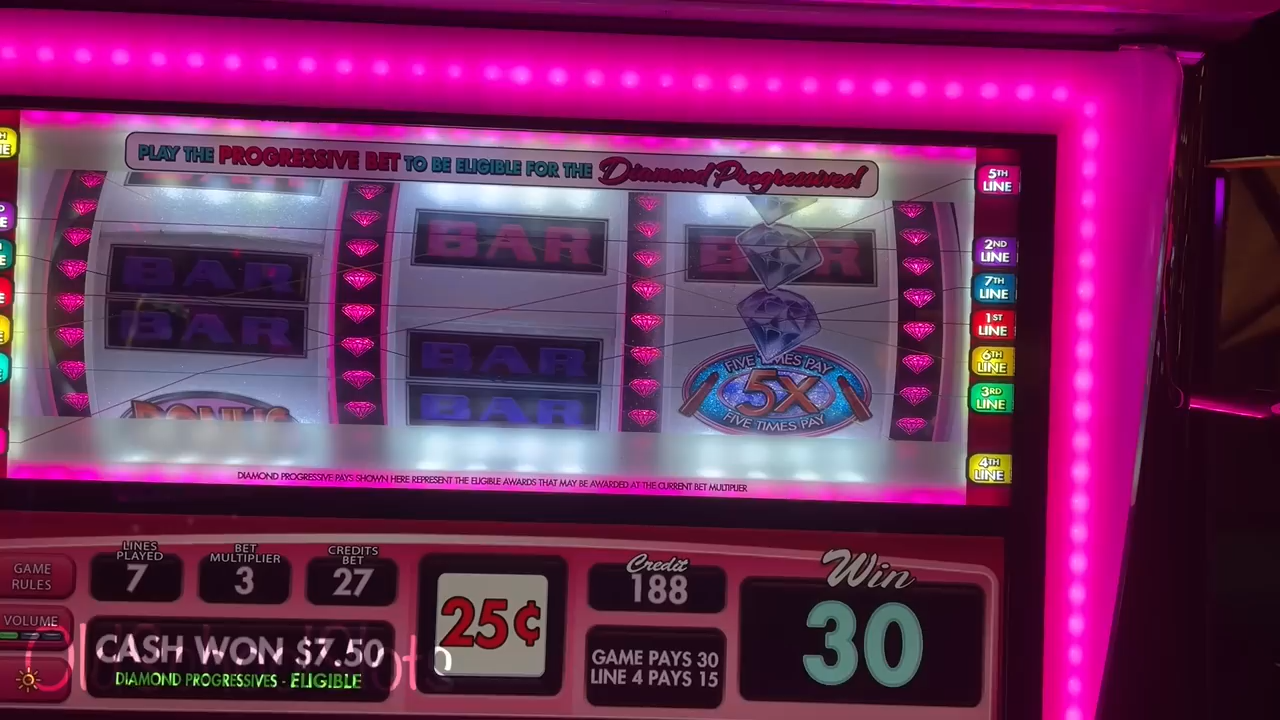 PLAY THE PROGRESSIVE BET TO BE ELIGIBLE FOR THE Diamond Progressives!
5TH
LINE
BAR
BAR
BAR
BAR
2ND
LINE
7TH
LINE
BAR
BAR
1ST
LINE
FIVE TIMES PAY
5X
FIVE TIMES PAY
6TH
LINE
3RD
LINE
BAR
BONUS
4TH
LINE
DIAMOND PROGRESSIVE PAYS SHOWN HERE REPRESENT THE ELIGIBLE AWARDS THAT MAY BE AWARDED AT THE CURRENT BET MULTIPLIER
GAME
RULES
LINES
PLAYED
7
BET
MULTIPLIER
3
CREDITS
BET
27
25¢
Credit
188
Win
30
VOLUME
CASH WON $7.50
DIAMOND PROGRESSIVES - ELIGIBLE
GAME PAYS 30
LINE 4 PAYS 15